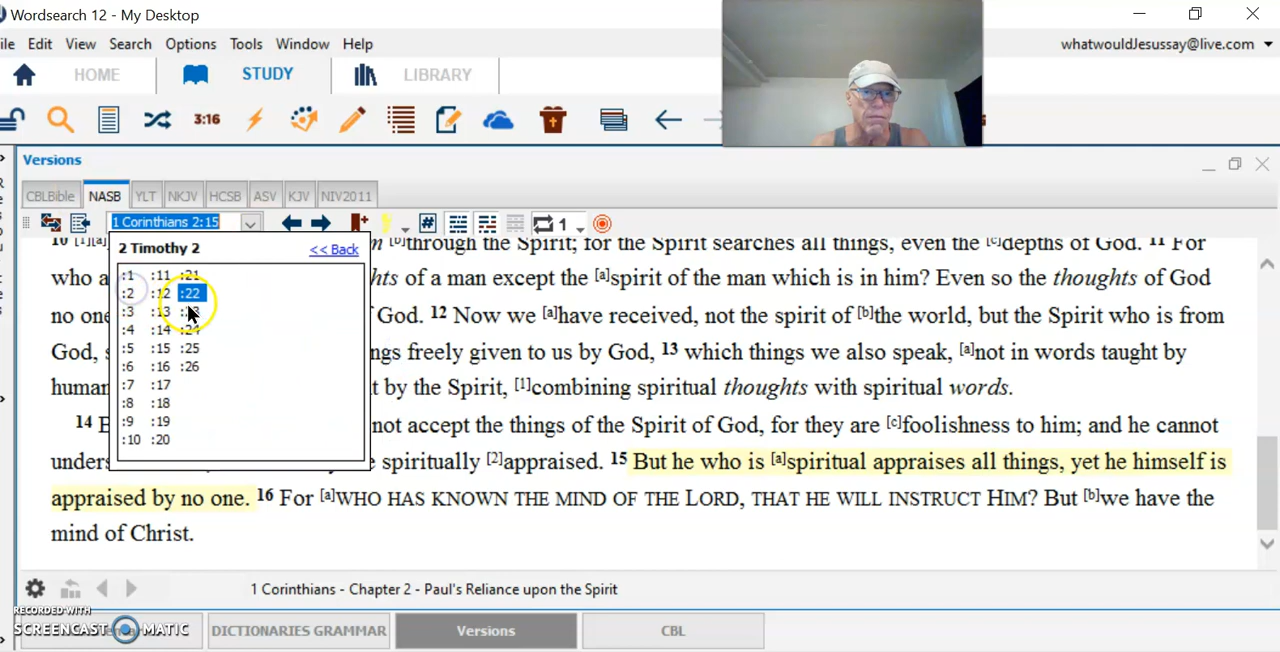 Wordsearch 12 - My Desktop
ile Edit View Search Options Tools Window Help
whatwouldJesussay@live.com
HOME STUDY LIBRARY
3:16
Versions
CBLBible NASB YLT NKJV HCSB ASV KJV NIV2011
1 Corinthians 2:15
# 1
2 Timothy 2 << Back
:1 :11 :21
:2 :12 :22
:3 :13 :23
:4 :14 :24
:5 :15 :25
:6 :16 :26
:7 :17
:8 :18
:9 :19
:10 :20
10 [1][a] m [b]through the Spirit; for the Spirit searches all things, even the [c]depths of God. 11 For
who a hts of a man except the [a]spirit of the man which is in him? Even so the thoughts of God
no one God. 12 Now we [a]have received, not the spirit of [b]the world, but the Spirit who is from
God, s ngs freely given to us by God, 13 which things we also speak, [a]not in words taught by
human t by the Spirit, [1]combining spiritual thoughts with spiritual words.
14 not accept the things of the Spirit of God, for they are [c]foolishness to him; and he cannot
unders e spiritually [2]appraised. 15 But he who is [a]spiritual appraises all things, yet he himself is
appraised by no one. 16 For [a]WHO HAS KNOWN THE MIND OF THE LORD, THAT HE WILL INSTRUCT HIM? But [b]we have the
mind of Christ.
1 Corinthians - Chapter 2 - Paul's Reliance upon the Spirit
RECORDED WITH
SCREENCAST MATIC
DICTIONARIES GRAMMAR Versions CBL